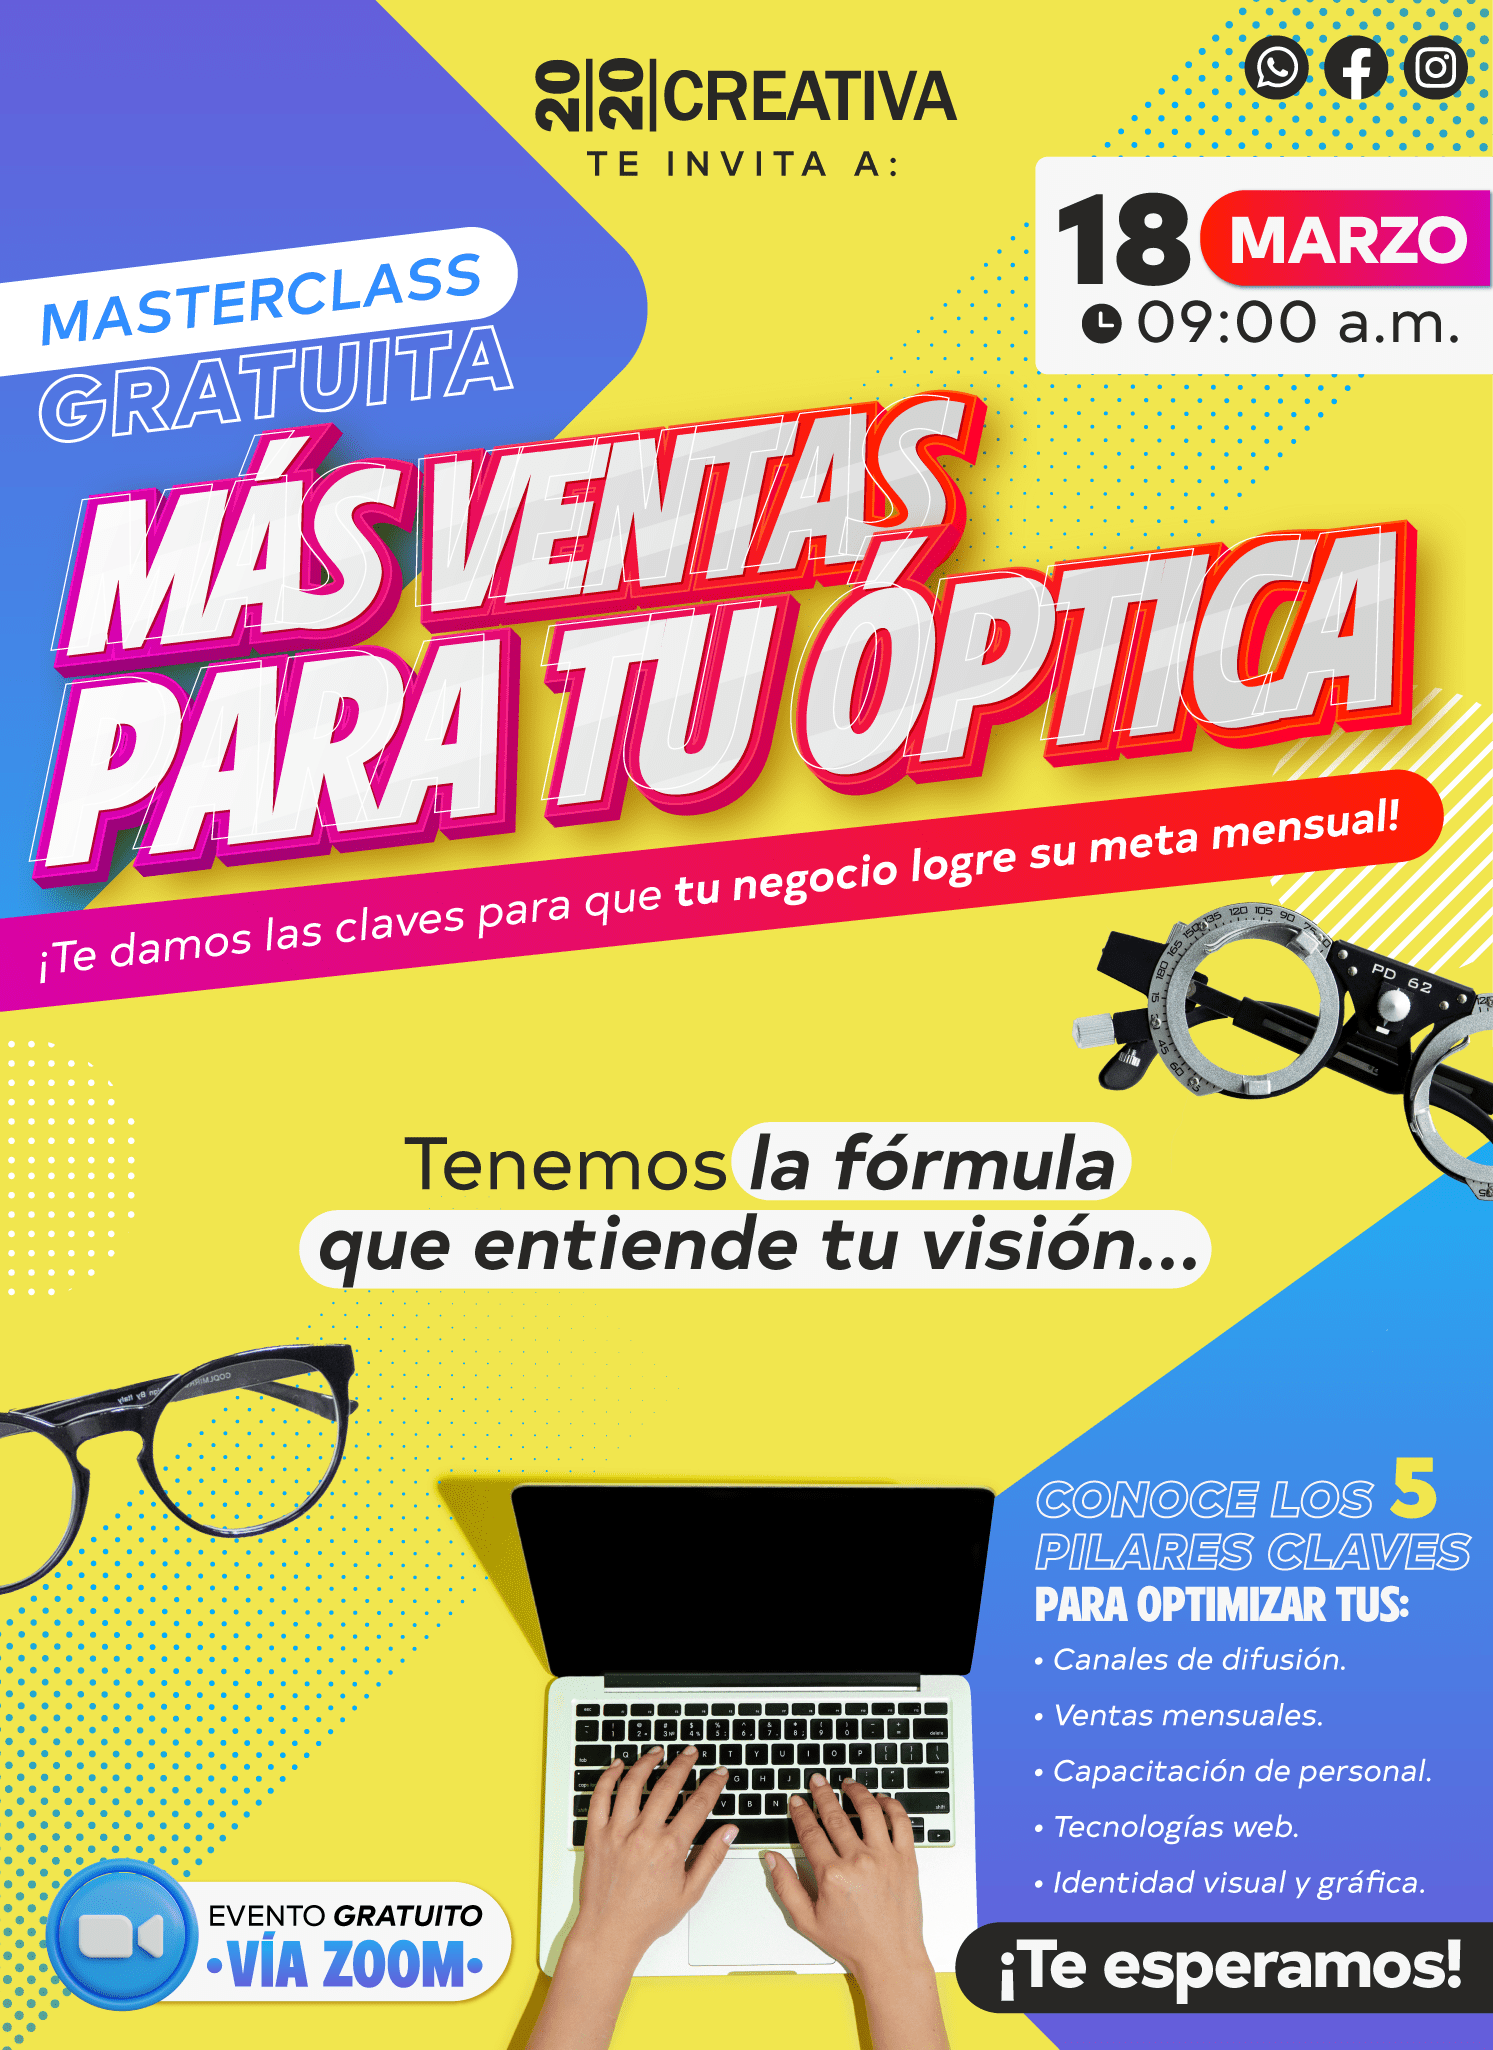 20|20|CREATIVA
TE INVITA A:
18 MARZO
09:00 a.m.
MASTERCLASS
GRATUITA
MÁS VENTAS
PARA TU ÓPTICA
¡Te damos las claves para que tu negocio logre su meta mensual!
PD 62
Tenemos la fórmula
que entiende tu visión...
CONOCE LOS 5
PILARES CLAVES
PARA OPTIMIZAR TUS:
• Canales de difusión.
• Ventas mensuales.
• Capacitación de personal.
• Tecnologías web.
• Identidad visual y gráfica.
EVENTO GRATUITO
•VÍA ZOOM•
¡Te esperamos!